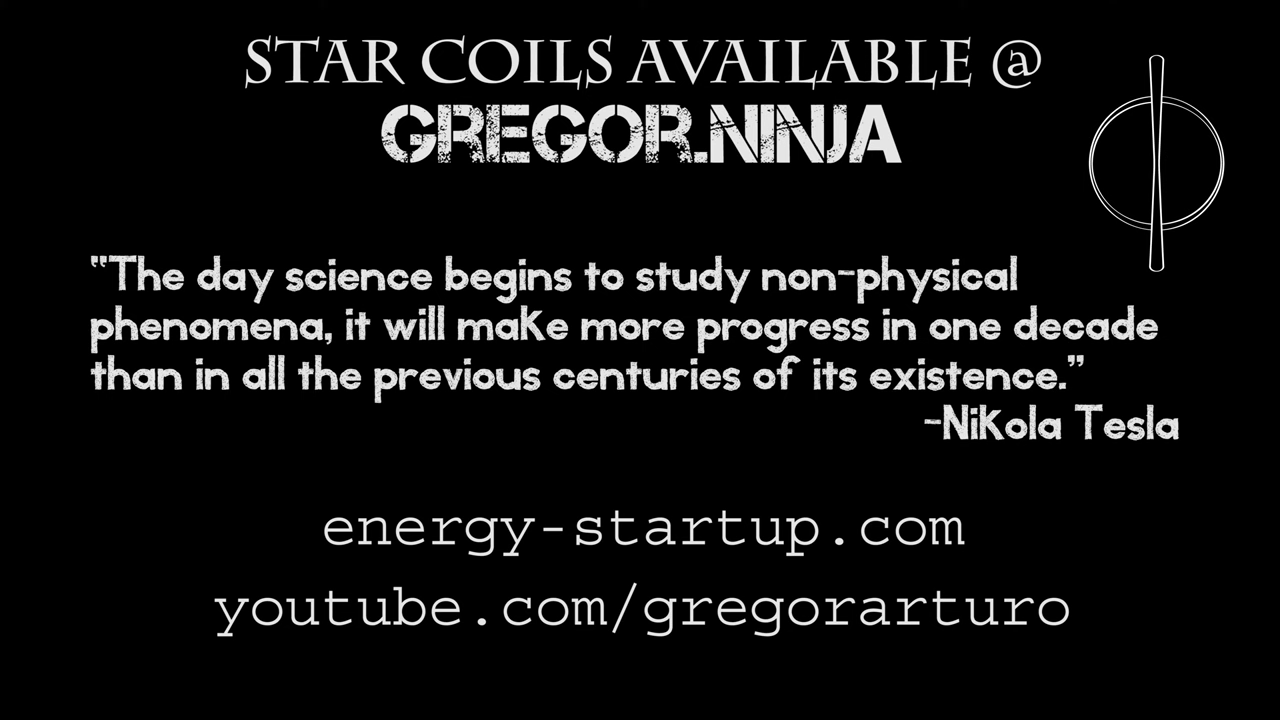 STAR COILS AVAILABLE @
GREGOR.NINJA
“The day science begins to study non-physical
phenomena, it will make more progress in one decade
than in all the previous centuries of its existence.”
-Nikola Tesla
energy-startup.com
youtube.com/gregorarturo